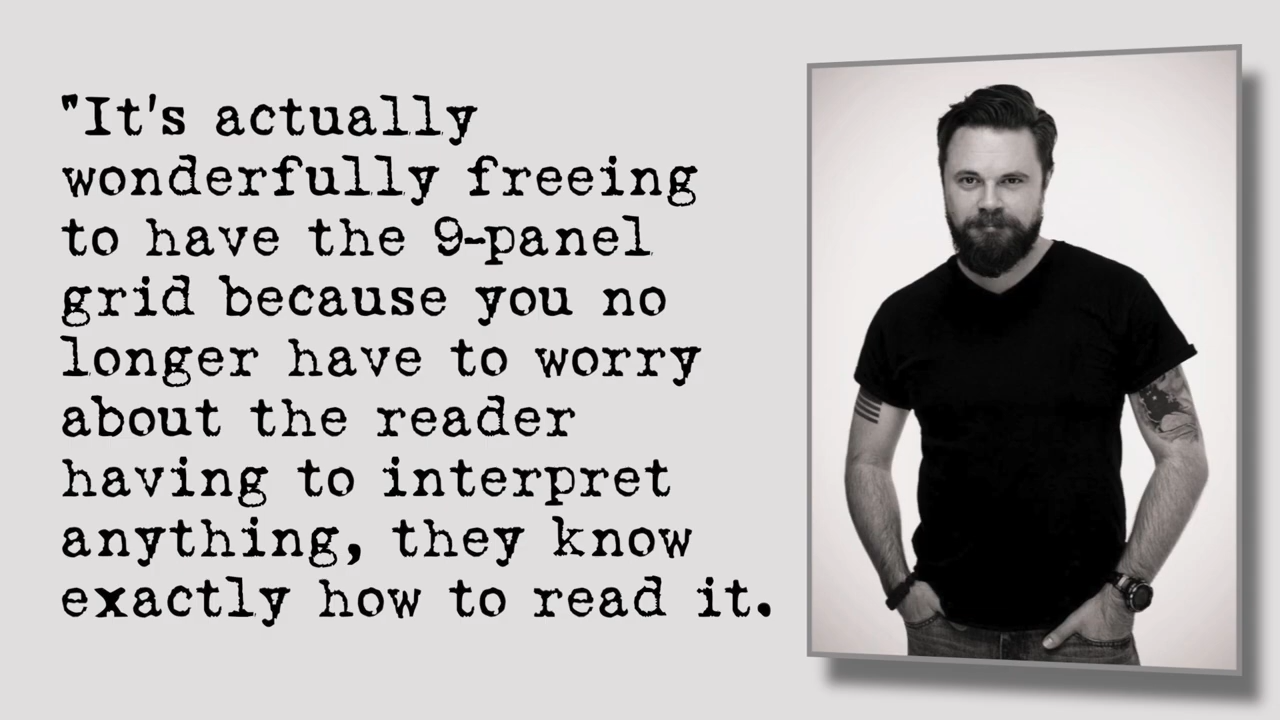 "It's actually
wonderfully freeing
to have the 9-panel
grid because you no
longer have to worry
about the reader
having to interpret
anything, they know
exactly how to read it.